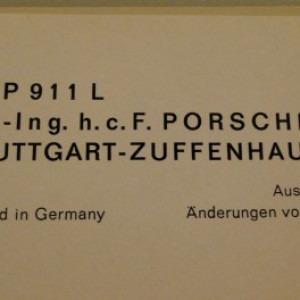 P 911 L
-Ing. h. c. F. PORSCHE
UTTGART-ZUFFENHAU
Aus
d in Germany
Änderungen vo